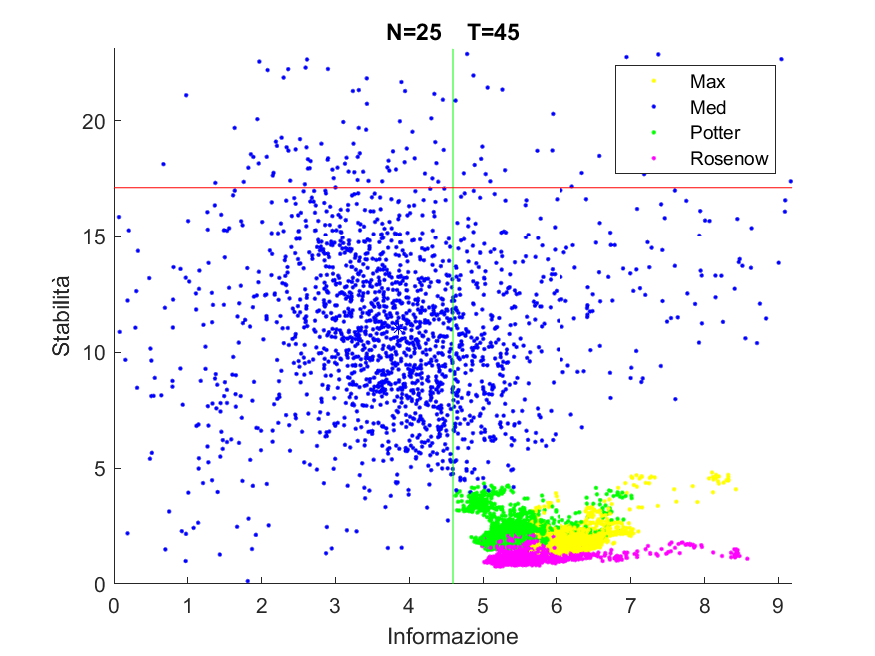 N=25 T=45
Max
Med
Potter
Rosenow
Stabilità
20
15
10
5
0
0 1 2 3 4 5 6 7 8 9
Informazione